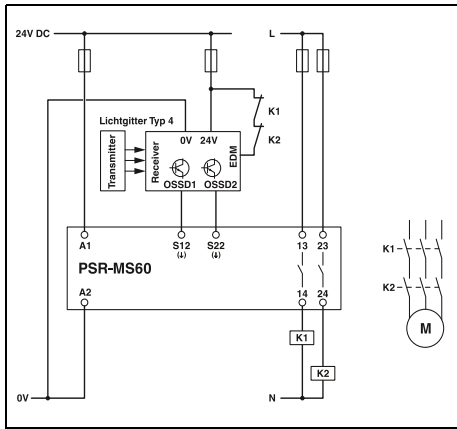 24V DC
L
K1
K2
Lichtgitter Typ 4
0V 24V
Transmitter
Receiver
EDM
OSSD1 OSSD2
A1 S12 S22 13 23
(↓) (↓)
PSR-MS60
A2 14 24
K1
K2
0V
N
K1
K2
M